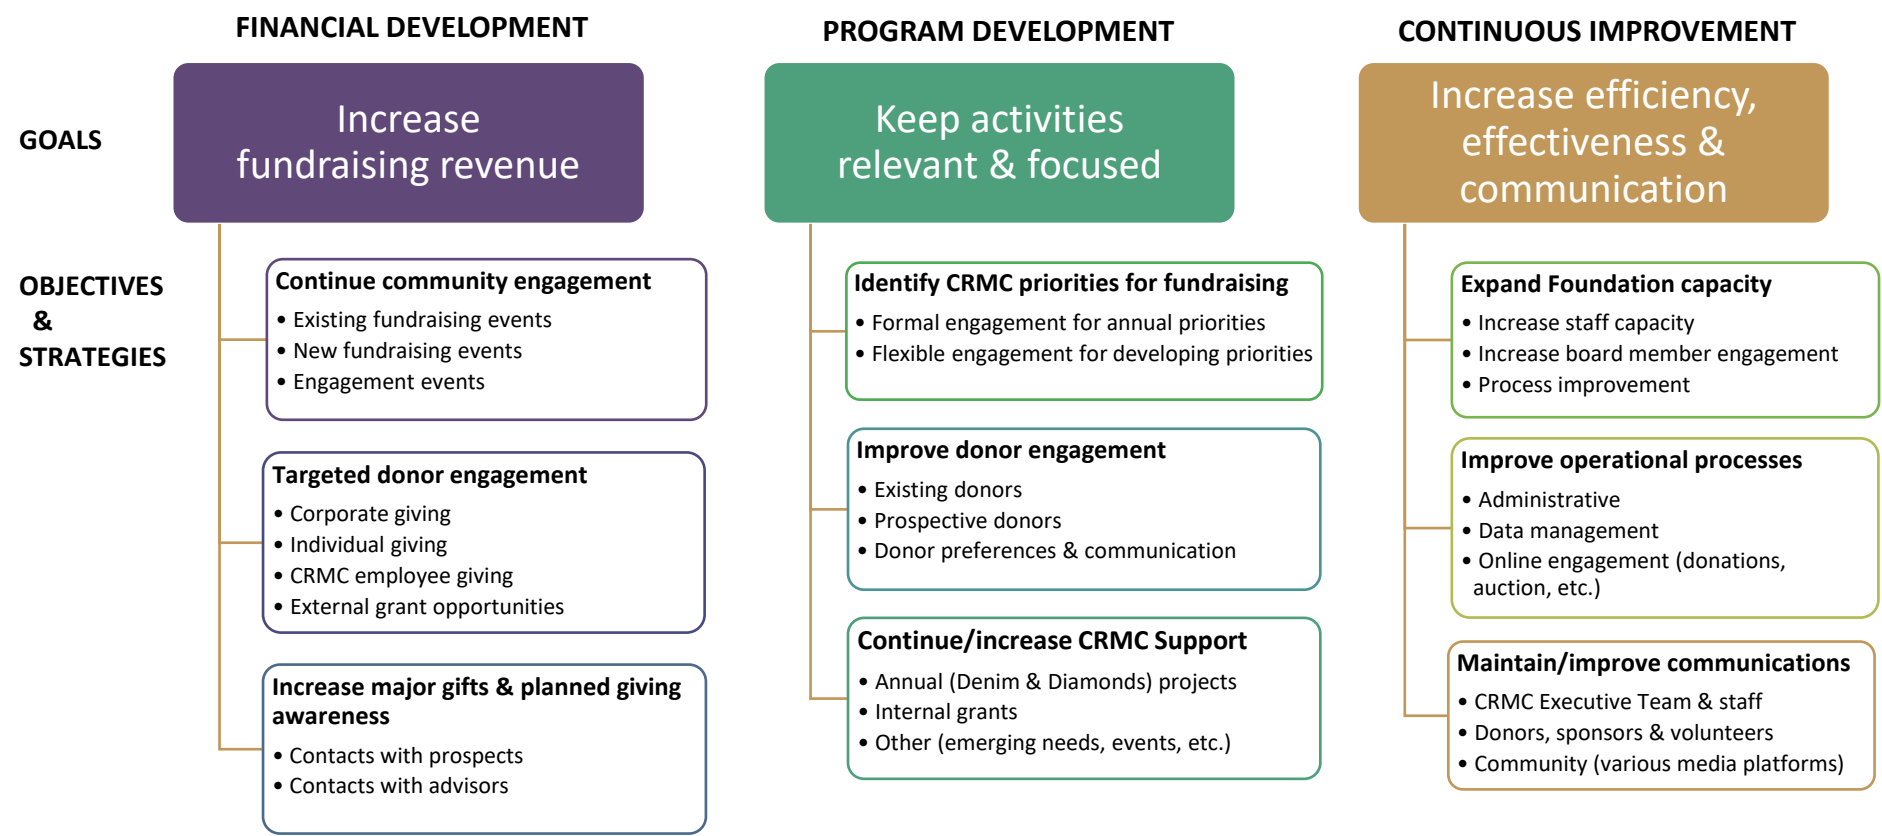 FINANCIAL DEVELOPMENT
PROGRAM DEVELOPMENT
CONTINUOUS IMPROVEMENT
GOALS
Increase
fundraising revenue
Keep activities
relevant & focused
Increase efficiency,
effectiveness &
communication
OBJECTIVES
&
STRATEGIES
Continue community engagement
• Existing fundraising events
• New fundraising events
• Engagement events
Targeted donor engagement
• Corporate giving
• Individual giving
• CRMC employee giving
• External grant opportunities
Increase major gifts & planned giving
awareness
• Contacts with prospects
• Contacts with advisors
Identify CRMC priorities for fundraising
• Formal engagement for annual priorities
• Flexible engagement for developing priorities
Improve donor engagement
• Existing donors
• Prospective donors
• Donor preferences & communication
Continue/increase CRMC Support
• Annual (Denim & Diamonds) projects
• Internal grants
• Other (emerging needs, events, etc.)
Expand Foundation capacity
• Increase staff capacity
• Increase board member engagement
• Process improvement
Improve operational processes
• Administrative
• Data management
• Online engagement (donations,
auction, etc.)
Maintain/improve communications
• CRMC Executive Team & staff
• Donors, sponsors & volunteers
• Community (various media platforms)